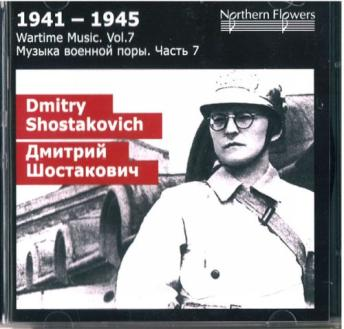 1941 – 1945
Wartime Music. Vol.7
Музыка военной поры. Часть 7
Northern Flowers
Dmitry
Shostakovich
Дмитрий
Шостакович